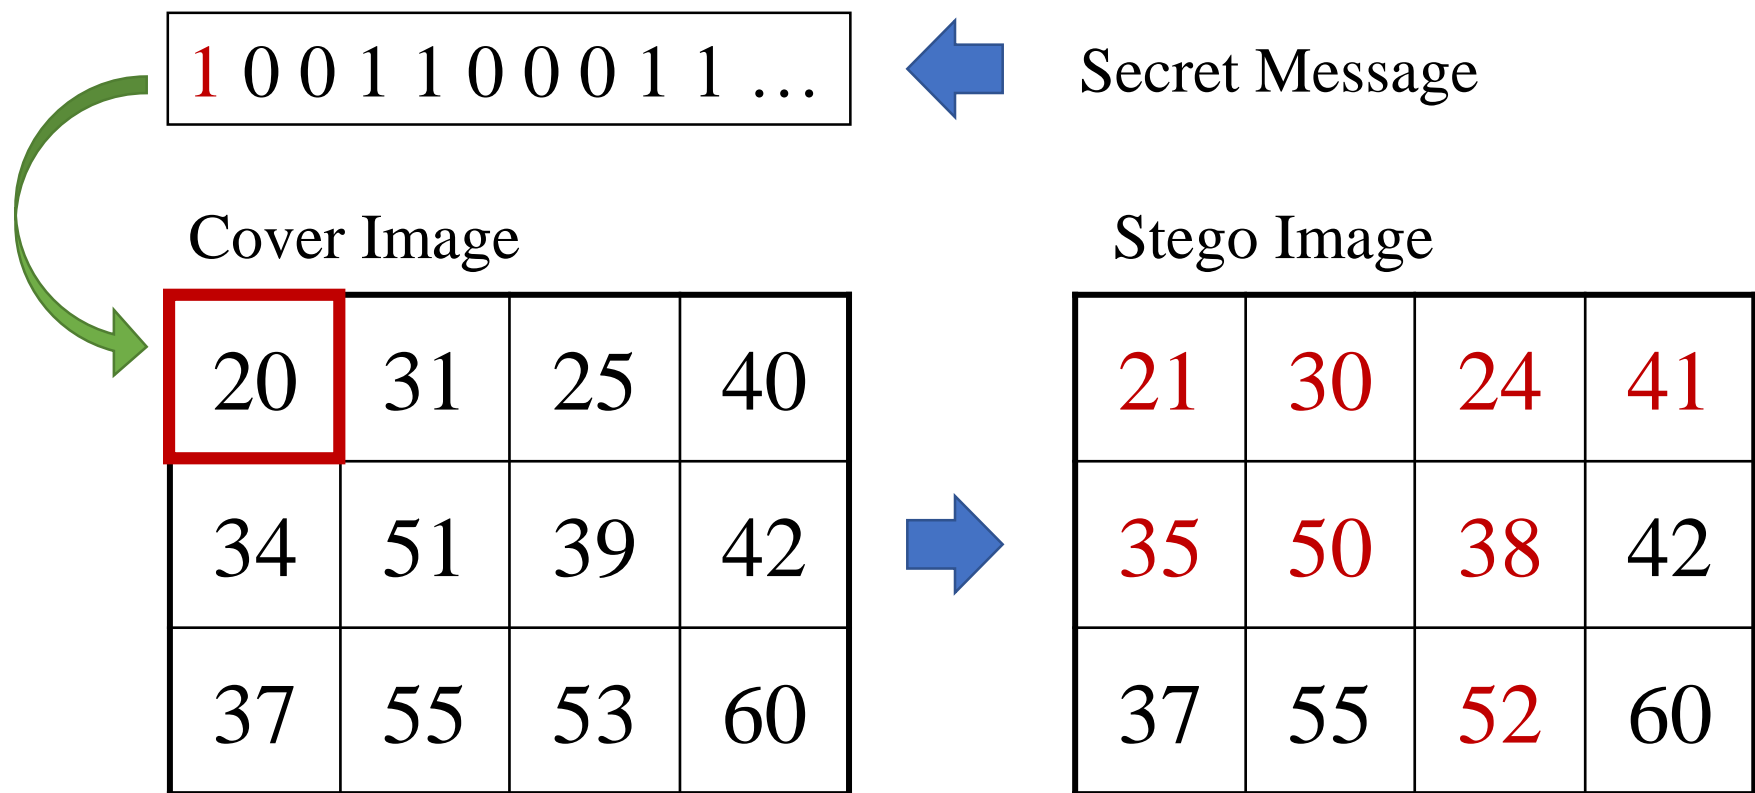 1 0 0 1 1 0 0 0 1 1 …
Secret Message
Cover Image
Stego Image
20 31 25 40
34 51 39 42
37 55 53 60
21 30 24 41
35 50 38 42
37 55 52 60